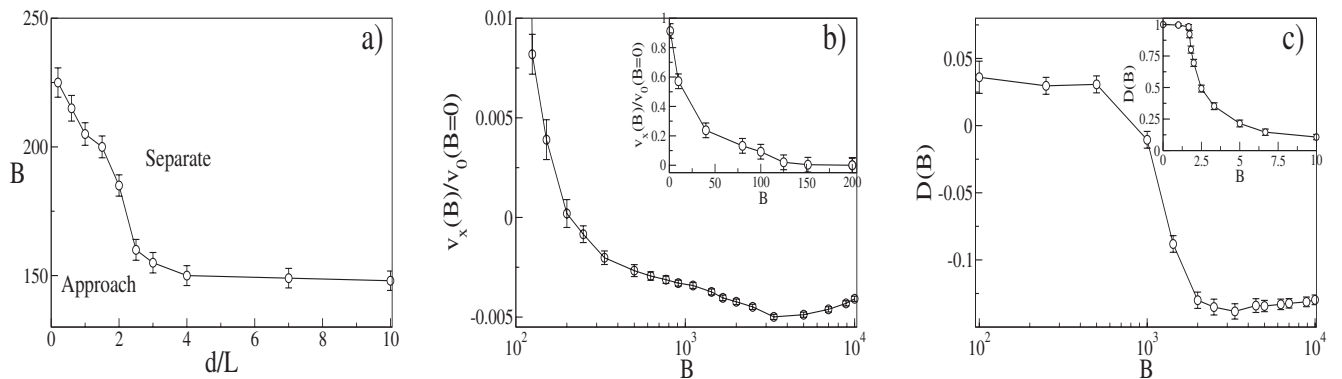 a)
250
200
150
B
Separate
Approach
0 2 4 6 8 10
d/L
b)
0.01
0.005
0
-0.005
v_x(B)/v_0(B=0)
10^2 10^3 10^4
B
1
0.8
0.6
0.4
0.2
0
v_x(B)/v_0(B=0)
0 50 100 150 200
B
c)
0.05
0
-0.05
-0.1
D(B)
10^2 10^3 10^4
B
1
0.75
0.5
0.25
0
D(B)
0 2.5 5 7.5 10
B